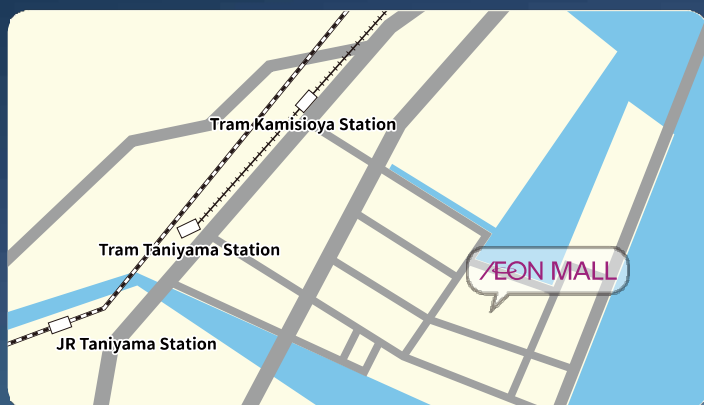 Tram Kamisioya Station
Tram Taniyama Station
ÆON MALL
JR Taniyama Station